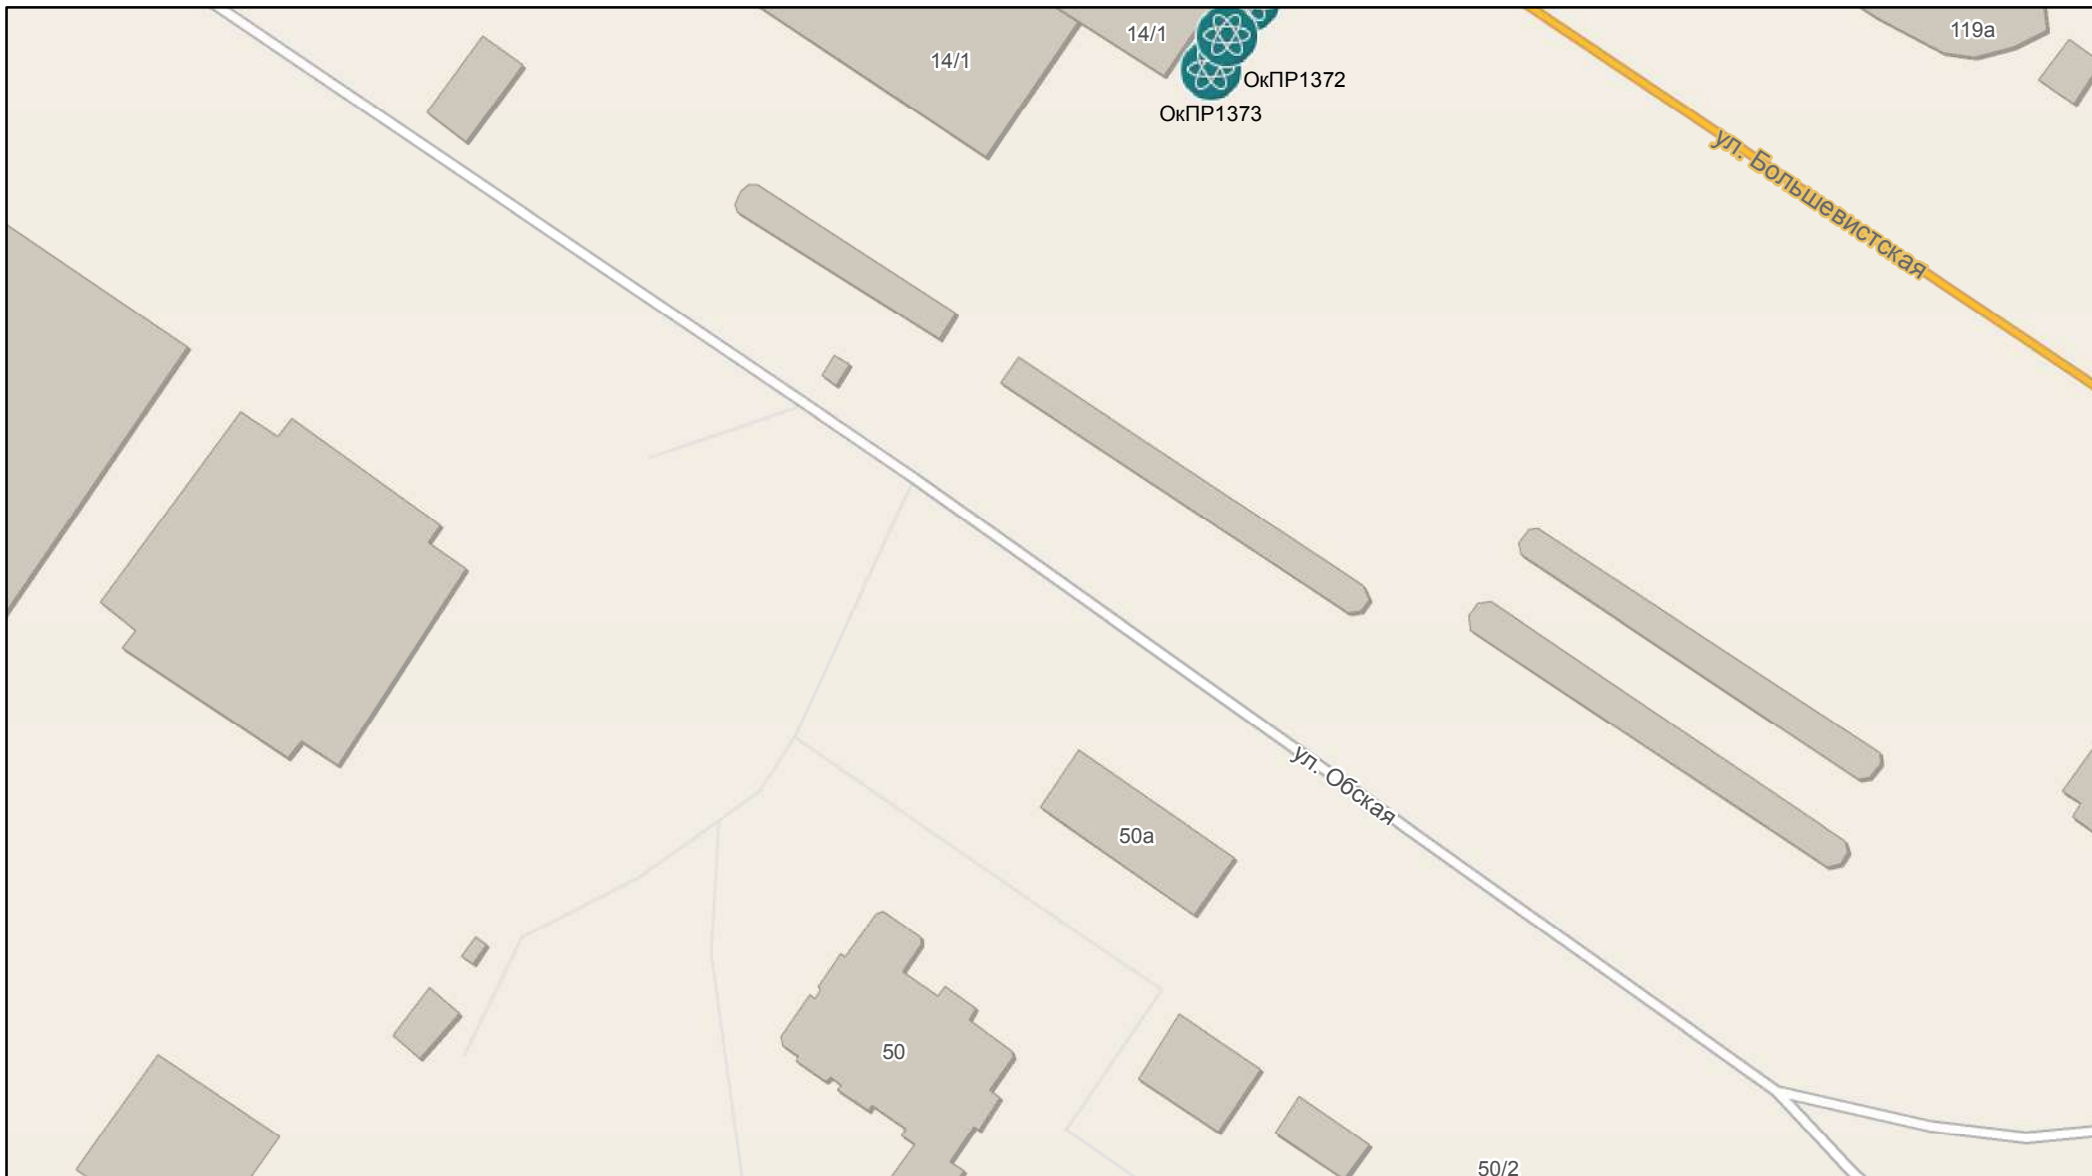 14/1
14/1
119а
ОкПР1372
ОкПР1373
ул. Большевистская
ул. Обская
50а
50
50/2